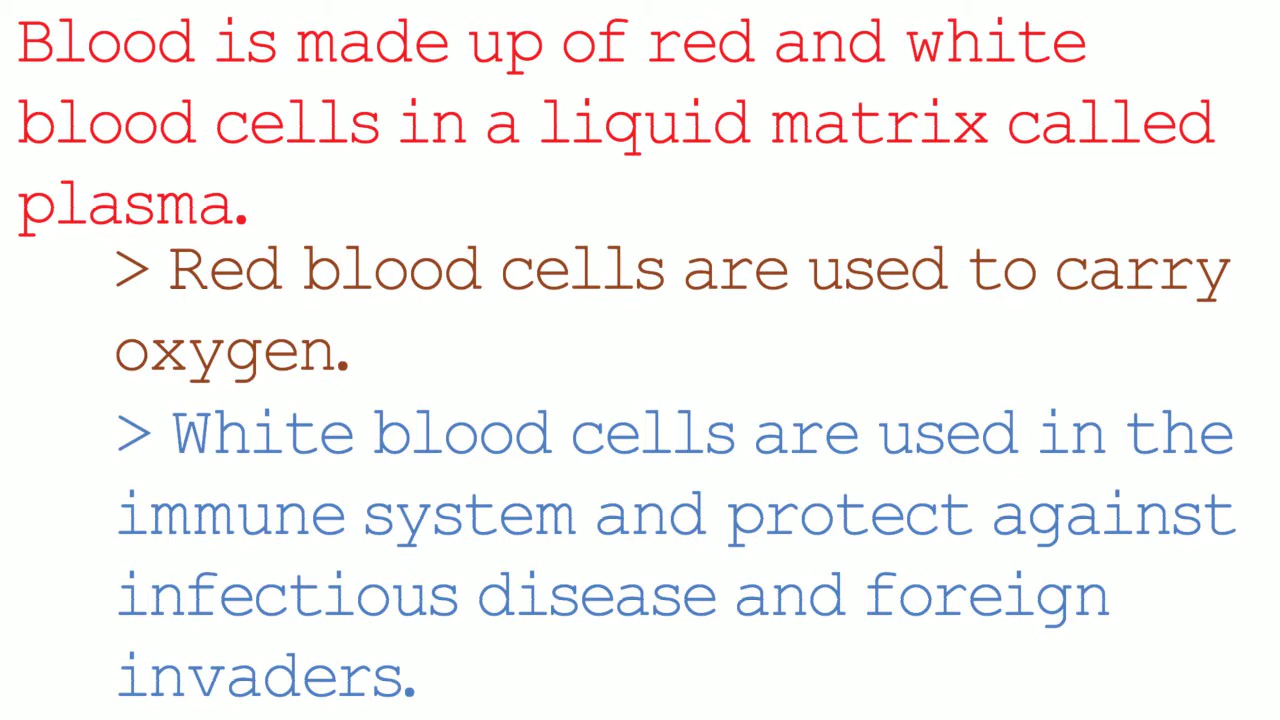 Blood is made up of red and white
blood cells in a liquid matrix called
plasma.
> Red blood cells are used to carry
oxygen.
> White blood cells are used in the
immune system and protect against
infectious disease and foreign
invaders.